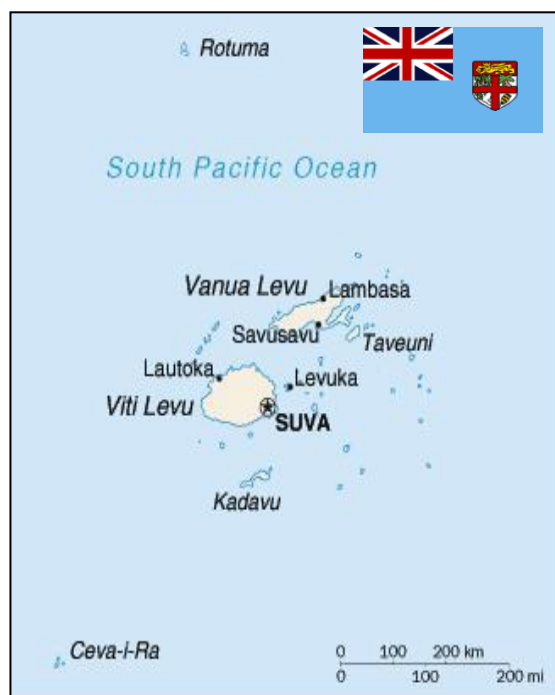 Rotuma
South Pacific Ocean
Vanua Levu
Lambasa
Savusavu
Taveuni
Lautoka
Levuka
Viti Levu
SUVA
Kadavu
Ceva-i-Ra
0 100 200 km
0 100 200 mi